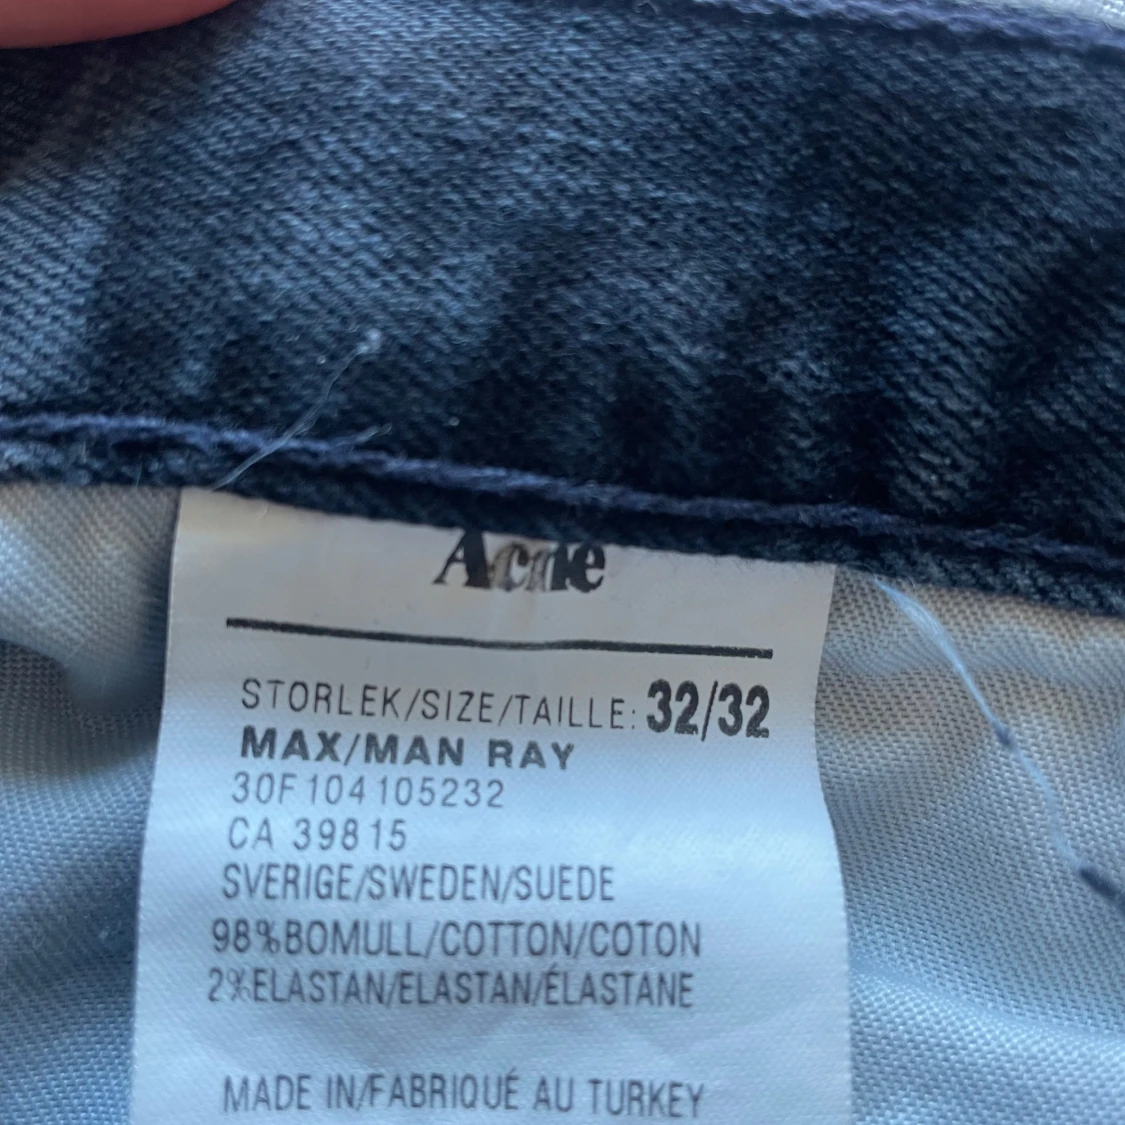 Acne
STORLEK/SIZE/TAILLE: 32/32
MAX/MAN RAY
30F104105232
CA 39815
SVERIGE/SWEDEN/SUEDE
98%BOMULL/COTTON/COTON
2%ELASTAN/ELASTAN/ÉLASTANE
MADE IN/FABRIQUÉ AU TURKEY